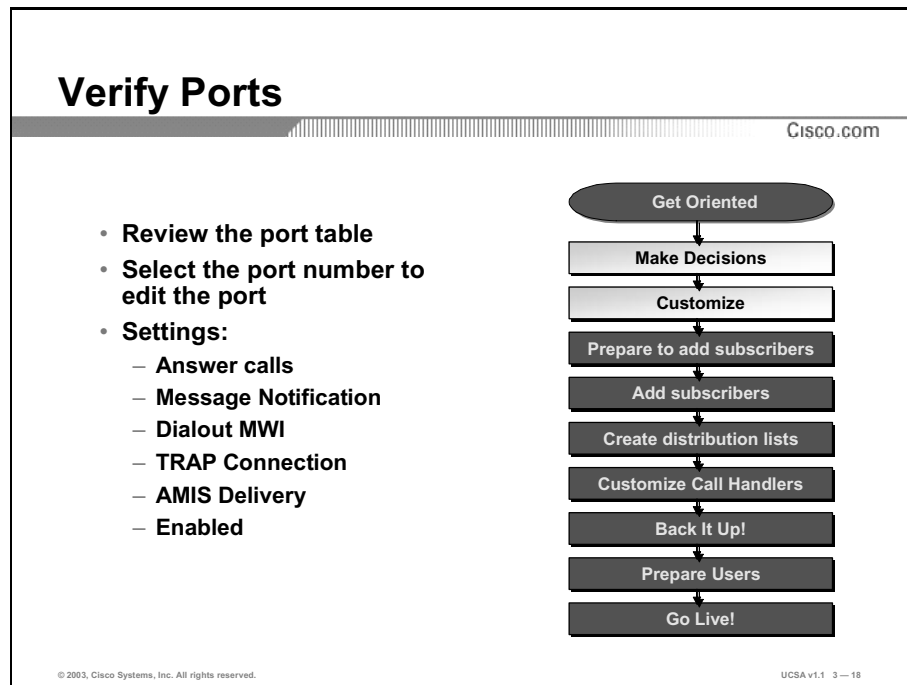 Verify Ports
Cisco.com
• Review the port table
• Select the port number to
edit the port
• Settings:
– Answer calls
– Message Notification
– Dialout MWI
– TRAP Connection
– AMIS Delivery
– Enabled
Get Oriented
Make Decisions
Customize
Prepare to add subscribers
Add subscribers
Create distribution lists
Customize Call Handlers
Back It Up!
Prepare Users
Go Live!
© 2003, Cisco Systems, Inc. All rights reserved.
UCSA v1.1 3 — 18